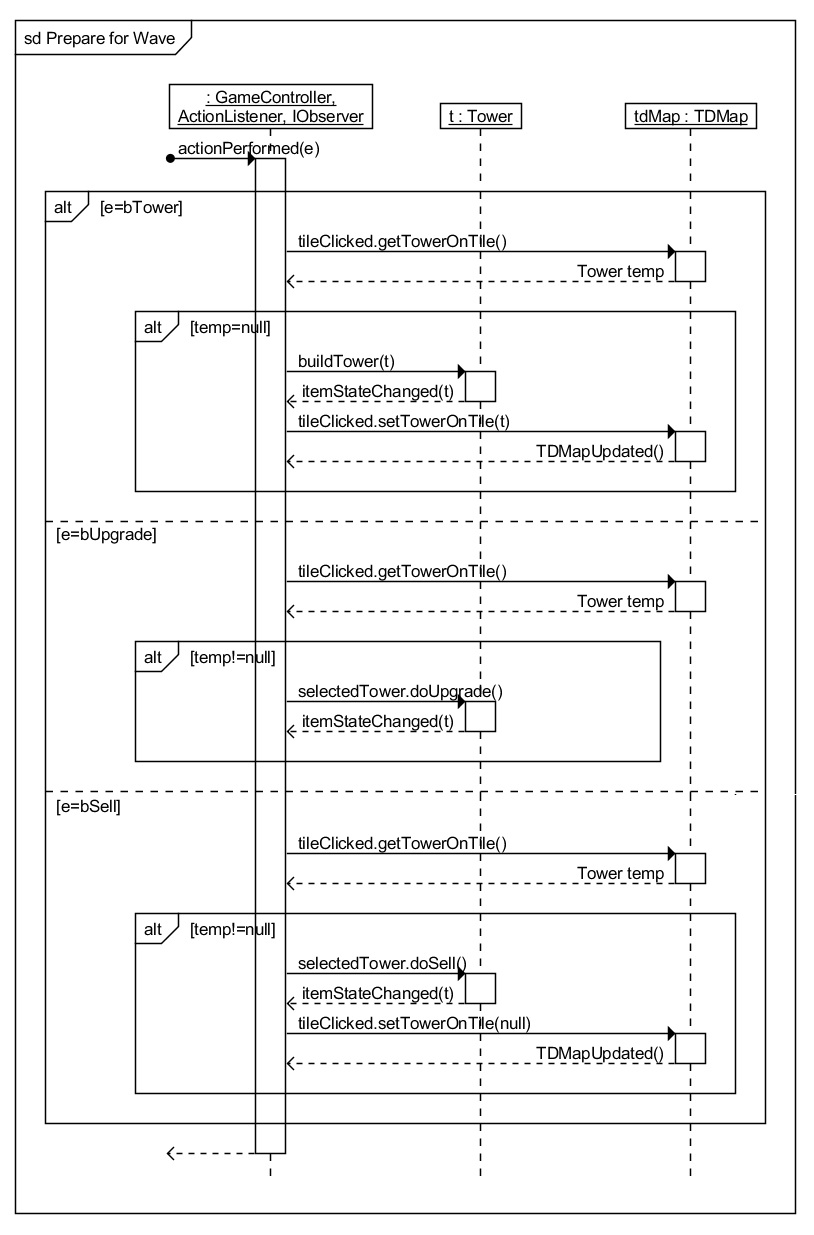 sd Prepare for Wave
: GameController,
ActionListener, IObserver
t : Tower
tdMap : TDMap
actionPerformed(e)
alt
[e=bTower]
tileClicked.getTowerOnTIle()
Tower temp
alt
[temp=null]
buildTower(t)
itemStateChanged(t)
tileClicked.setTowerOnTile(t)
TDMapUpdated()
[e=bUpgrade]
tileClicked.getTowerOnTIle()
Tower temp
alt
[temp!=null]
selectedTower.doUpgrade()
itemStateChanged(t)
[e=bSell]
tileClicked.getTowerOnTIle()
Tower temp
alt
[temp!=null]
selectedTower.doSell()
itemStateChanged(t)
tileClicked.setTowerOnTile(null)
TDMapUpdated()